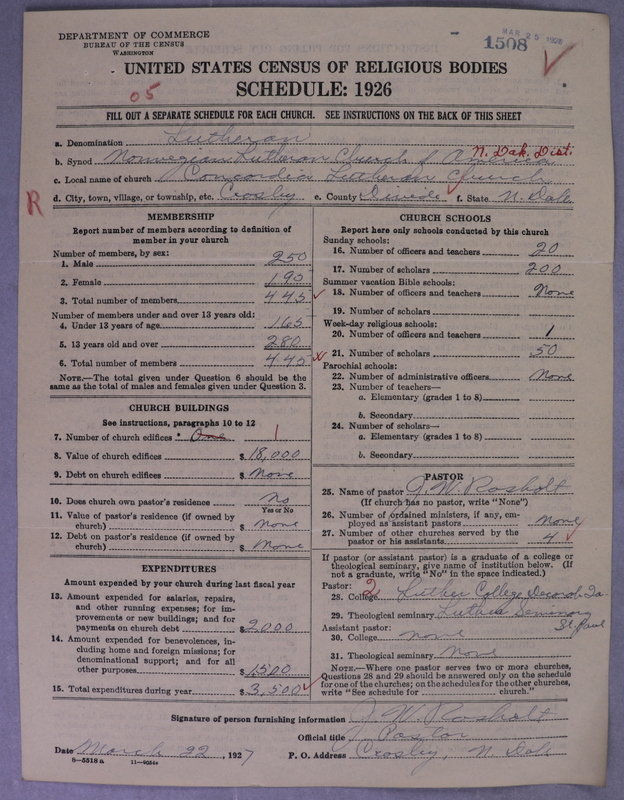 DEPARTMENT OF COMMERCE
BUREAU OF THE CENSUS
WASHINGTON
MAR 25
1508
UNITED STATES CENSUS OF RELIGIOUS BODIES
SCHEDULE: 1926
05
FILL OUT A SEPARATE SCHEDULE FOR EACH CHURCH. SEE INSTRUCTIONS ON THE BACK OF THIS SHEET
a. Denomination Lutheran
b. Synod Norwegian Lutheran Church of America N. Dak. Dist.
c. Local name of church Concordia Lutheran Church
d. City, town, village, or township, etc. Crosby e. County Divide f. State N. Dak
R
MEMBERSHIP
Report number of members according to definition of
member in your church
Number of members, by sex:
1. Male 250
2. Female 195
3. Total number of members 445
Number of members under and over 13 years old:
4. Under 13 years of age 165
5. 13 years old and over 280
6. Total number of members 445
NOTE.—The total given under Question 6 should be the
same as the total of males and females given under Question 3.
CHURCH BUILDINGS
See instructions, paragraphs 10 to 12
7. Number of church edifices One 1
8. Value of church edifices $ 18,000
9. Debt on church edifices $ None
10. Does church own pastor's residence No
Yes or No
11. Value of pastor's residence (if owned by
church) $ None
12. Debt on pastor's residence (if owned by
church) $ None
EXPENDITURES
Amount expended by your church during last fiscal year
13. Amount expended for salaries, repairs,
and other running expenses; for im-
provements or new buildings; and for
payments on church debt $ 2000
14. Amount expended for benevolences, in-
cluding home and foreign missions; for
denominational support; and for all
other purposes $ 1500
15. Total expenditures during year $ 3,500
CHURCH SCHOOLS
Report here only schools conducted by this church
Sunday schools:
16. Number of officers and teachers 20
17. Number of scholars 200
Summer vacation Bible schools:
18. Number of officers and teachers None
19. Number of scholars
Week-day religious schools:
20. Number of officers and teachers 1
21. Number of scholars 50
Parochial schools:
22. Number of administrative officers None
23. Number of teachers—
a. Elementary (grades 1 to 8)
b. Secondary
24. Number of scholars—
a. Elementary (grades 1 to 8)
b. Secondary
PASTOR
25. Name of pastor J. W. Rosholt
(If church has no pastor, write "None")
26. Number of ordained ministers, if any, em-
ployed as assistant pastors None
27. Number of other churches served by the
pastor or his assistants 4
If pastor (or assistant pastor) is a graduate of a college or
theological seminary, give name of institution below. (If
not a graduate, write "No" in the space indicated.)
Pastor: 2
28. College Luther College Decorah Ia.
29. Theological seminary Luther Seminary
St. Paul
Assistant pastor:
30. College None
31. Theological seminary None
NOTE.—Where one pastor serves two or more churches,
Questions 28 and 29 should be answered only on the schedule
for one of the churches; on the schedules for the other churches,
write "See schedule for church."
Signature of person furnishing information J. W. Rosholt
Official title Pastor
Date March 22, 1927 P. O. Address Crosby, N. Dak
8—5518 a 11—9054a